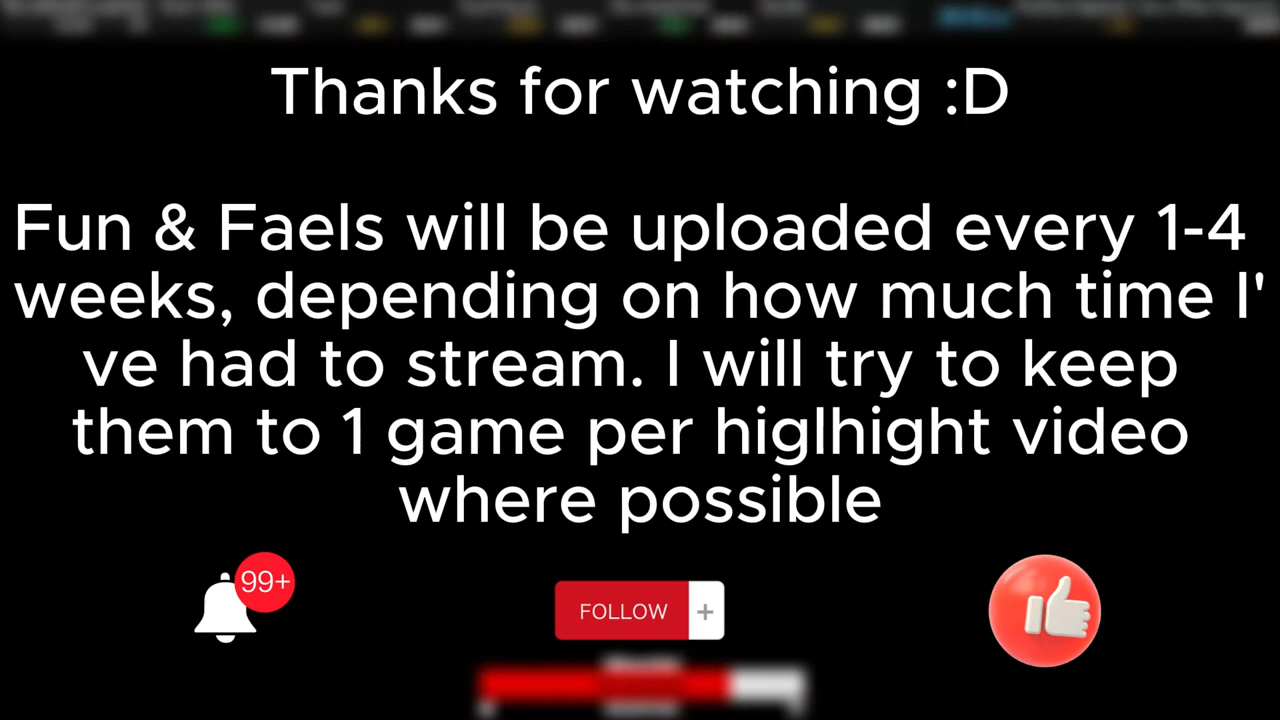 Thanks for watching :D
Fun & Faels will be uploaded every 1-4
weeks, depending on how much time I'
ve had to stream. I will try to keep
them to 1 game per higlhight video
where possible
99+
FOLLOW +